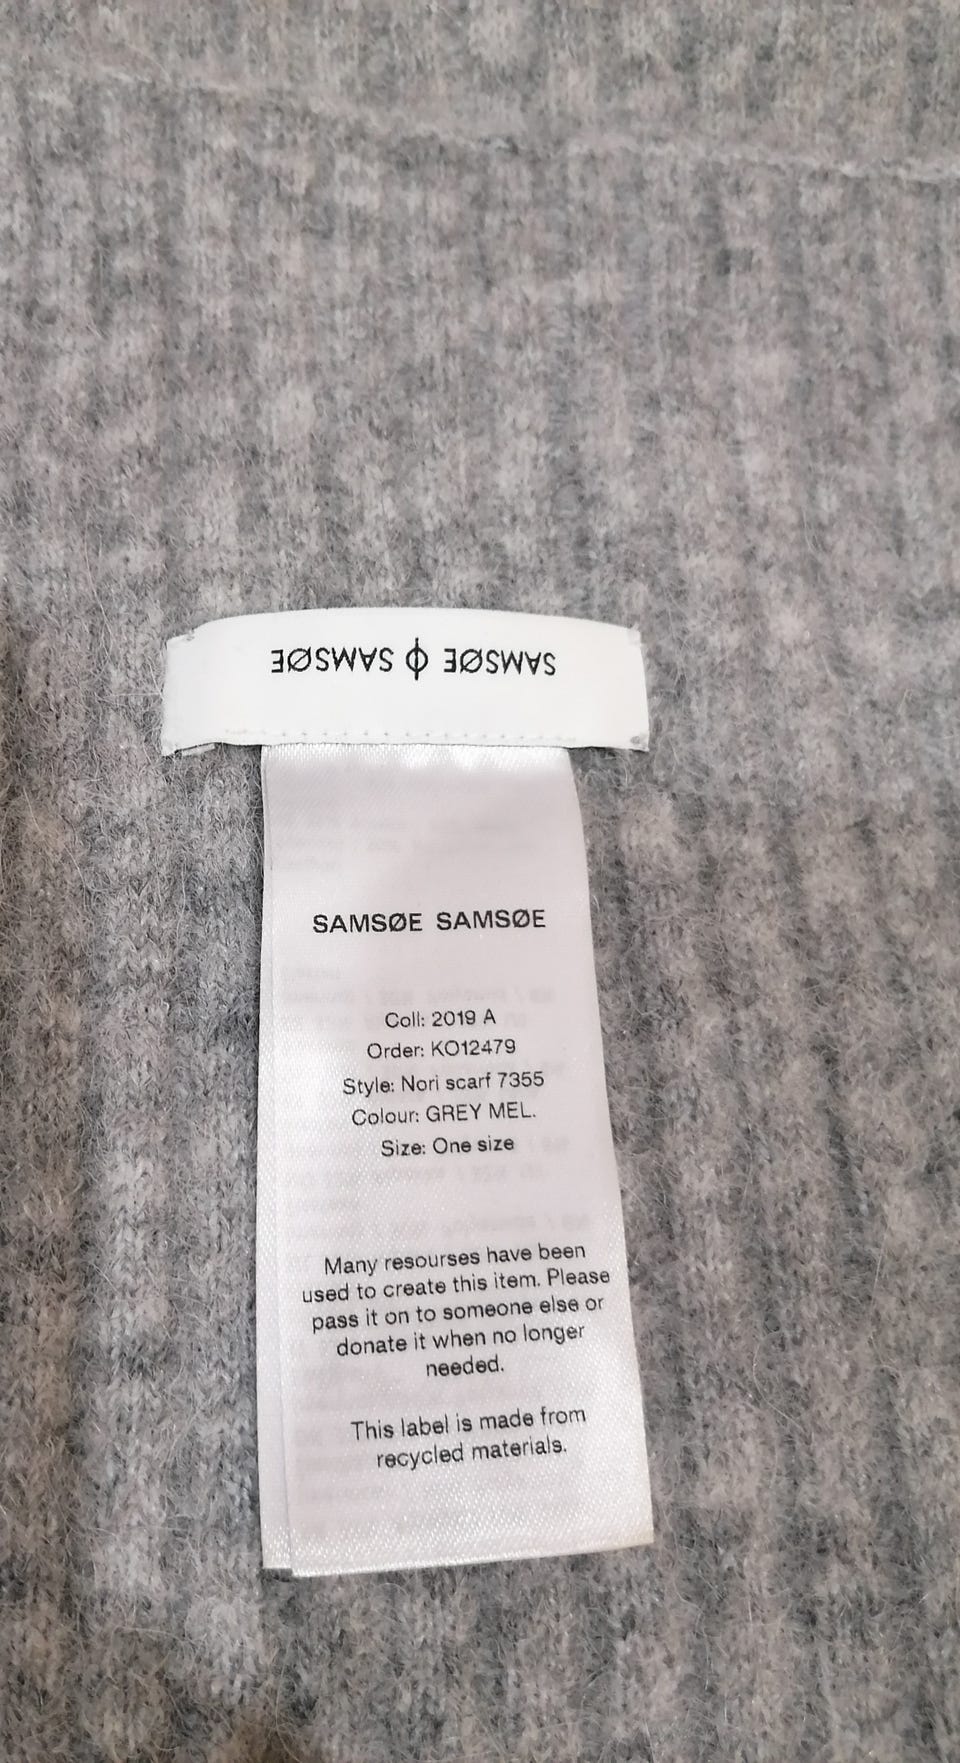 SAMSØE ϕ SAMSØE
SAMSØE SAMSØE
Coll: 2019 A
Order: KO12479
Style: Nori scarf 7355
Colour: GREY MEL.
Size: One size
Many resourses have been
used to create this item. Please
pass it on to someone else or
donate it when no longer
needed.
This label is made from
recycled materials.